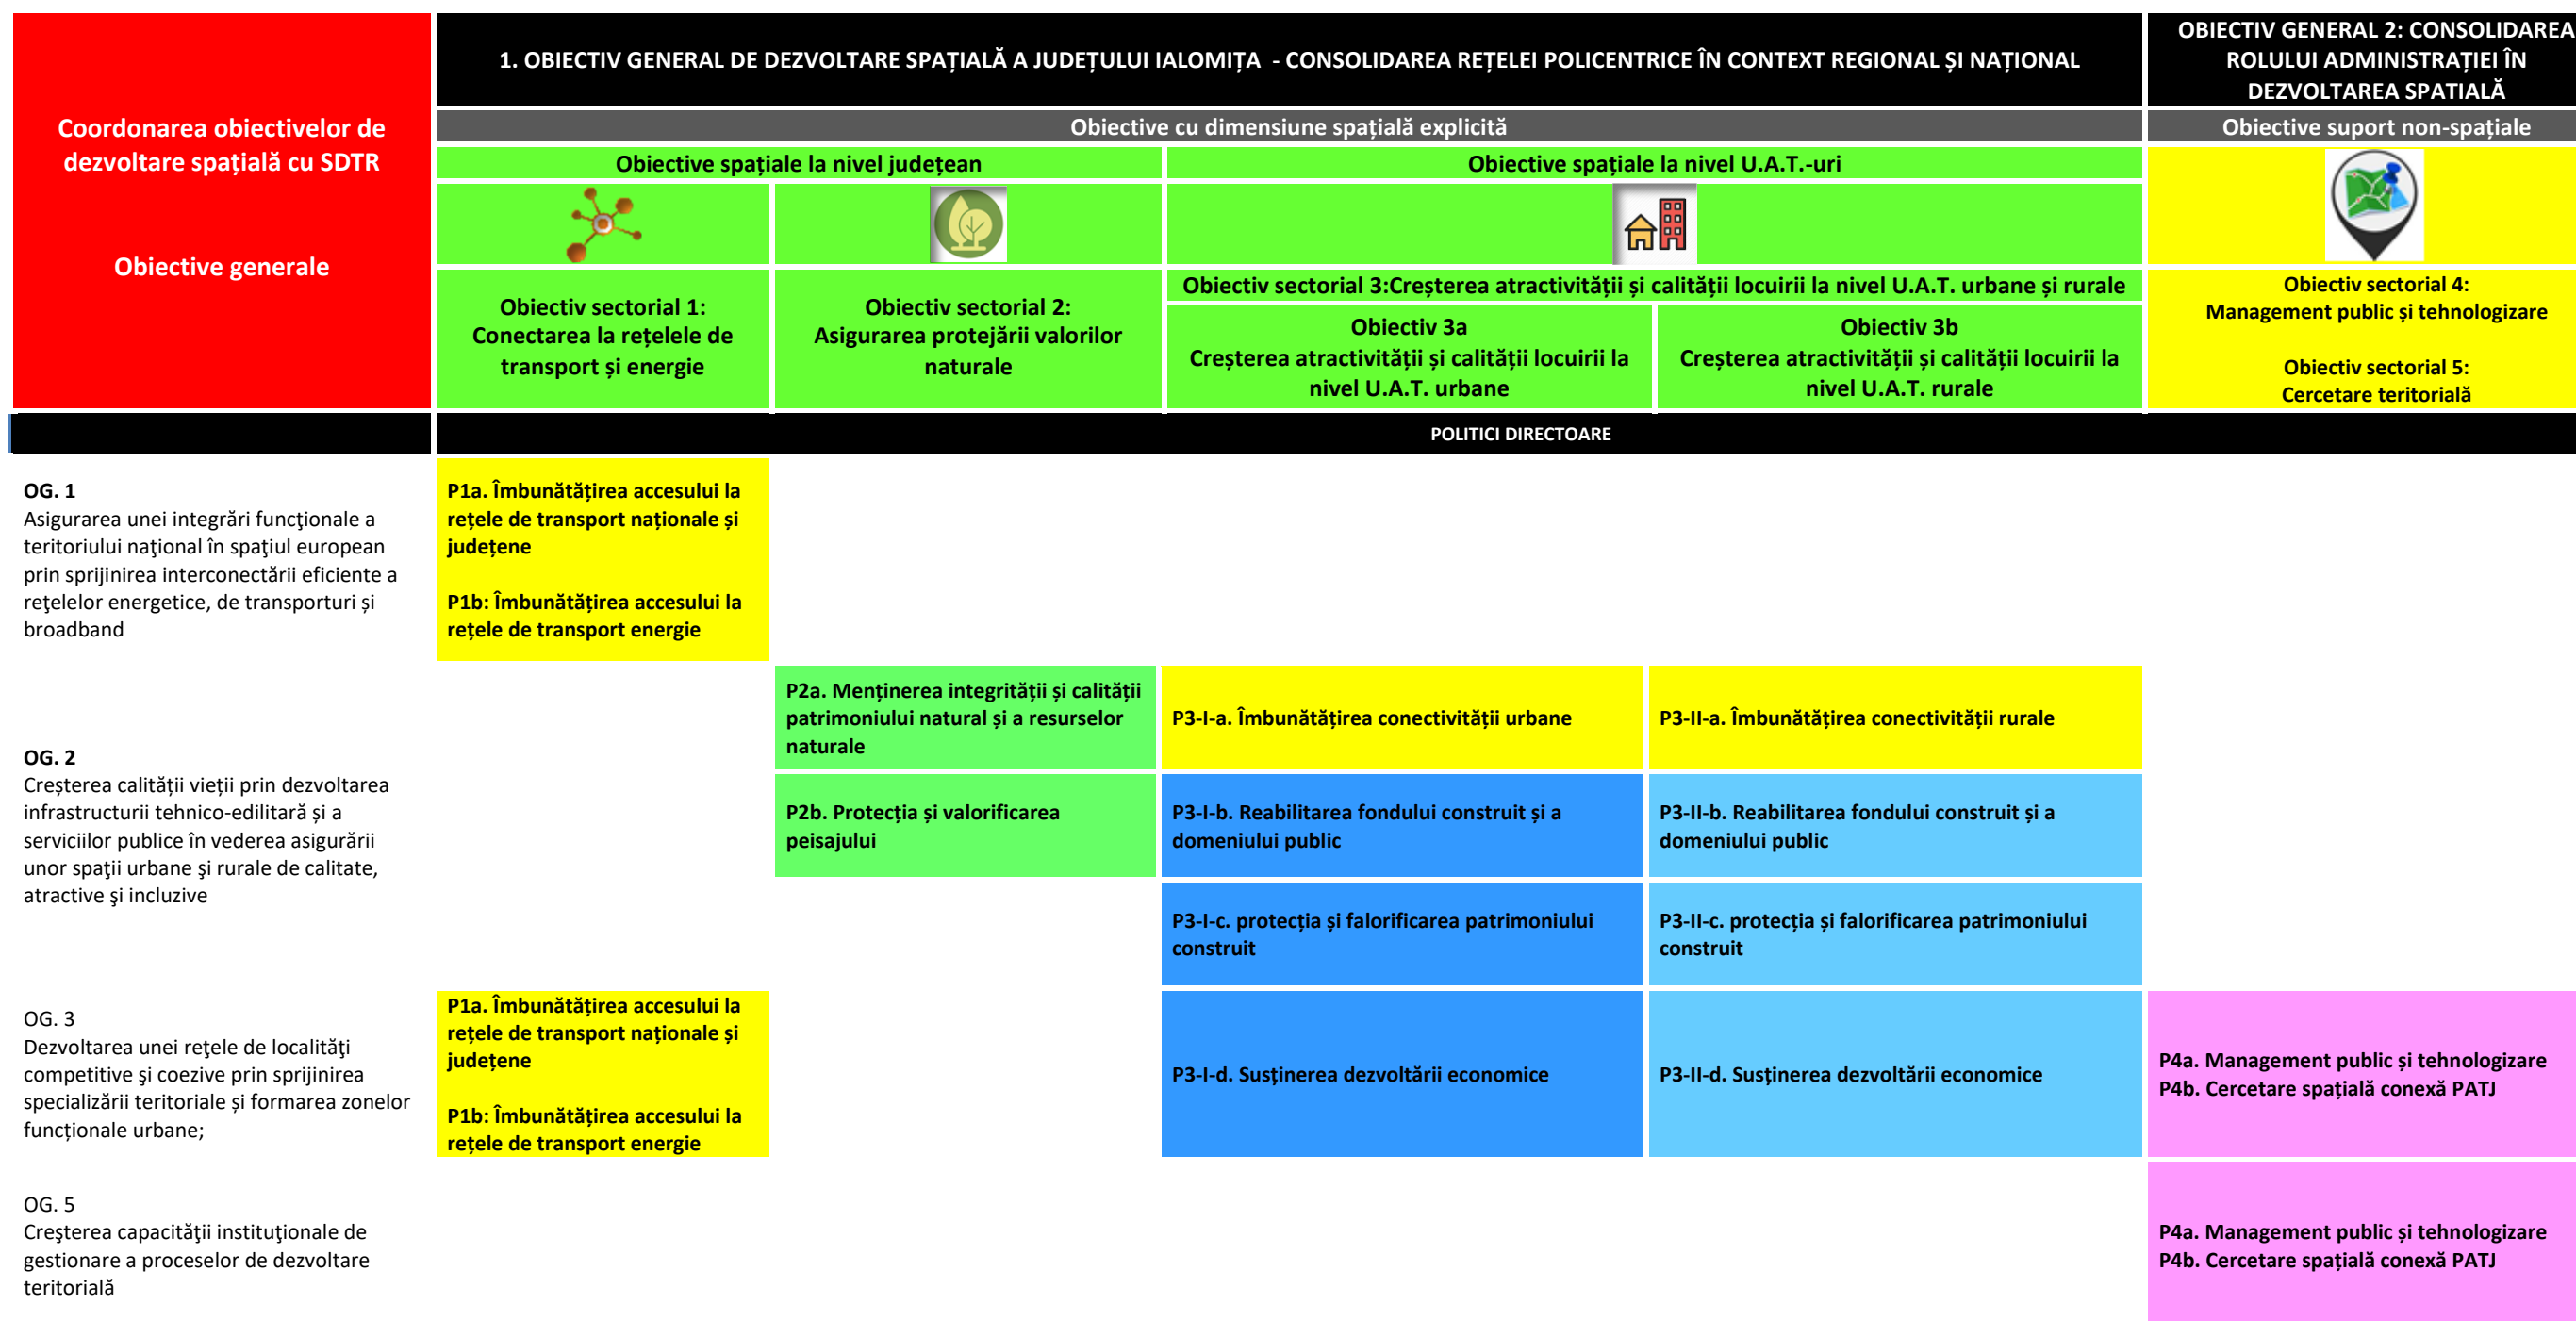 Coordonarea obiectivelor de
dezvoltare spațială cu SDTR
Obiective generale
1. OBIECTIV GENERAL DE DEZVOLTARE SPAȚIALĂ A JUDEȚULUI IALOMIȚA - CONSOLIDAREA REȚELEI POLICENTRICE ÎN CONTEXT REGIONAL ȘI NAȚIONAL
OBIECTIV GENERAL 2: CONSOLIDAREA
ROLULUI ADMINISTRAȚIEI ÎN
DEZVOLTAREA SPATIALĂ
Obiective cu dimensiune spațială explicită
Obiective suport non-spațiale
Obiective spațiale la nivel județean
Obiective spațiale la nivel U.A.T.-uri
Obiectiv sectorial 1:
Conectarea la rețelele de
transport și energie
Obiectiv sectorial 2:
Asigurarea protejării valorilor
naturale
Obiectiv sectorial 3:Creșterea atractivității și calității locuirii la nivel U.A.T. urbane și rurale
Obiectiv 3a
Creșterea atractivității și calității locuirii la
nivel U.A.T. urbane
Obiectiv 3b
Creșterea atractivității și calității locuirii la
nivel U.A.T. rurale
Obiectiv sectorial 4:
Management public și tehnologizare
Obiectiv sectorial 5:
Cercetare teritorială
POLITICI DIRECTOARE
OG. 1
Asigurarea unei integrări funcţionale a
teritoriului naţional în spaţiul european
prin sprijinirea interconectării eficiente a
reţelelor energetice, de transporturi și
broadband
P1a. Îmbunătățirea accesului la
rețele de transport naționale și
județene
P1b: Îmbunătățirea accesului la
rețele de transport energie
OG. 2
Creșterea calității vieții prin dezvoltarea
infrastructurii tehnico-edilitară și a
serviciilor publice în vederea asigurării
unor spaţii urbane şi rurale de calitate,
atractive şi incluzive
P2a. Menținerea integrității și calității
patrimoniului natural și a resurselor
naturale
P3-I-a. Îmbunătățirea conectivității urbane
P3-II-a. Îmbunătățirea conectivității rurale
P2b. Protecția și valorificarea
peisajului
P3-I-b. Reabilitarea fondului construit și a
domeniului public
P3-II-b. Reabilitarea fondului construit și a
domeniului public
P3-I-c. protecția și falorificarea patrimoniului
construit
P3-II-c. protecția și falorificarea patrimoniului
construit
OG. 3
Dezvoltarea unei reţele de localităţi
competitive şi coezive prin sprijinirea
specializării teritoriale și formarea zonelor
funcționale urbane;
P1a. Îmbunătățirea accesului la
rețele de transport naționale și
județene
P1b: Îmbunătățirea accesului la
rețele de transport energie
P3-I-d. Susținerea dezvoltării economice
P3-II-d. Susținerea dezvoltării economice
P4a. Management public și tehnologizare
P4b. Cercetare spațială conexă PATJ
OG. 5
Creşterea capacităţii instituţionale de
gestionare a proceselor de dezvoltare
teritorială
P4a. Management public și tehnologizare
P4b. Cercetare spațială conexă PATJ